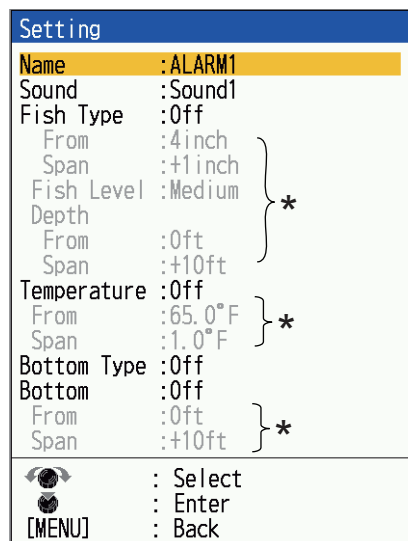 Setting
Name :ALARM1
Sound :Sound1
Fish Type :Off
From :4inch
Span :+1inch
Fish Level :Medium
*
Depth
From :0ft
Span :+10ft
Temperature :Off
From :65.0°F
*
Span :1.0°F
Bottom Type :Off
Bottom :Off
From :0ft
*
Span :+10ft
: Select
: Enter
[MENU] : Back